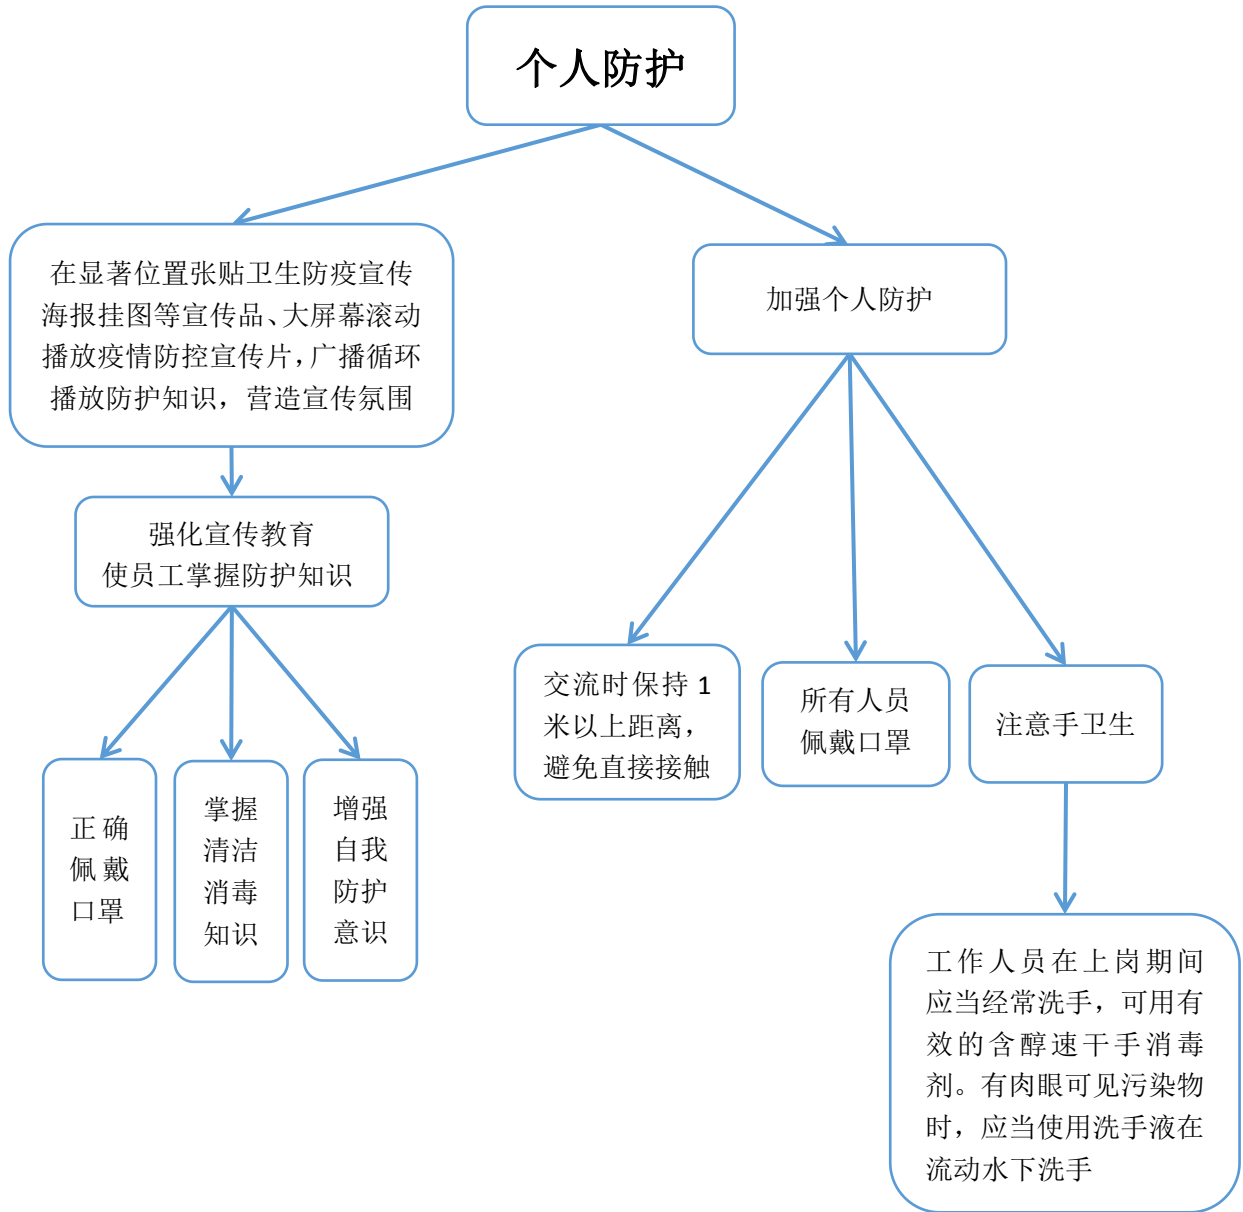 个人防护
在显著位置张贴卫生防疫宣传
海报挂图等宣传品、大屏幕滚动
播放疫情防控宣传片，广播循环
播放防护知识，营造宣传氛围
加强个人防护
强化宣传教育
使员工掌握防护知识
交流时保持 1
米以上距离，
避免直接接触
所有人员
佩戴口罩
注意手卫生
正确
佩戴
口罩
掌握
清洁
消毒
知识
增强
自我
防护
意识
工作人员在上岗期间
应当经常洗手，可用有
效的含醇速干手消毒
剂。有肉眼可见污染物
时，应当使用洗手液在
流动水下洗手